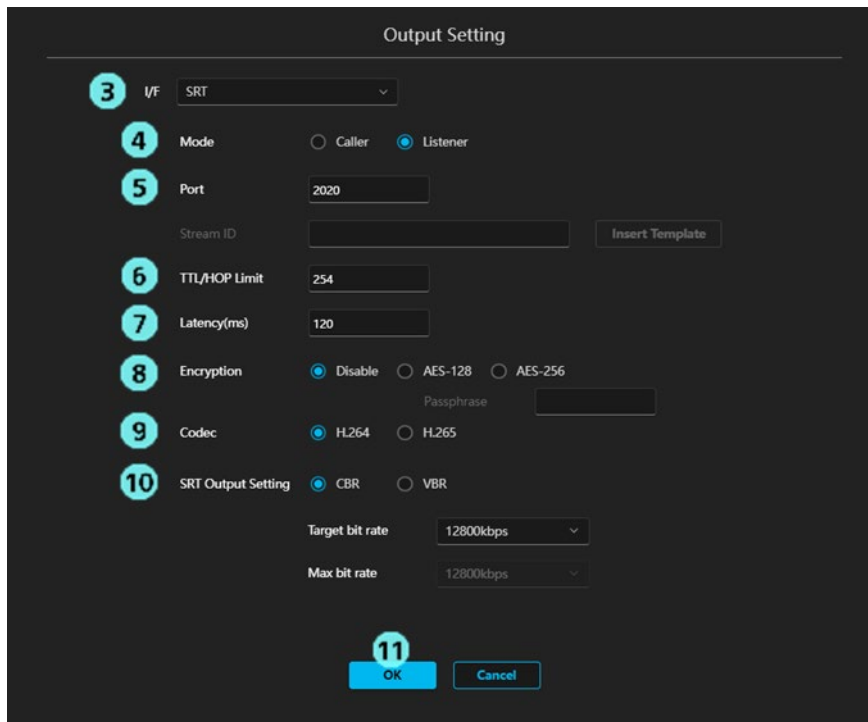 Output Setting
3 I/F SRT
4 Mode Caller Listener
5 Port 2020
Stream ID Insert Template
6 TTL/HOP Limit 254
7 Latency(ms) 120
8 Encryption Disable AES-128 AES-256
Passphrase
9 Codec H.264 H.265
10 SRT Output Setting CBR VBR
Target bit rate 12800kbps
Max bit rate 12800kbps
11
OK Cancel